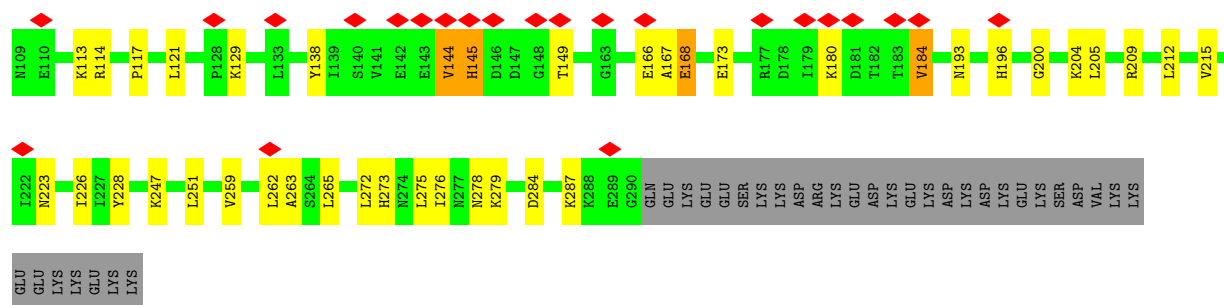 N109 E110 K113 R114 P117 L121 P128 K129 L133 Y138 I139 S140 V141 E142 E143 V144 H145 D146 D147 G148 T149 G163 E166 A167 E168 E173 R177 D178 I179 K180 D181 T182 T183 V184 N193 H196 G200 K204 L205 R209 L212 V215
I222 N223 I226 I227 Y228 K247 L251 V259 L262 A263 S264 L265 L272 H273 N274 L275 I276 N277 N278 K279 D284 K287 K288 E289 G290 GLN GLU LYS GLU GLU SER LYS LYS ASP ARG LYS GLU ASP LYS GLU LYS ASP LYS ASP LYS GLU LYS SER ASP VAL LYS LYS
GLU GLU LYS LYS GLU LYS LYS